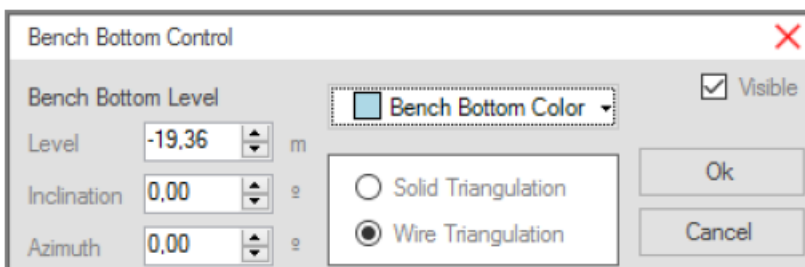 Bench Bottom Control
Bench Bottom Level
Bench Bottom Color
Visible
Level -19,36 m
Inclination 0,00 º
Azimuth 0,00 º
Solid Triangulation
Wire Triangulation
Ok
Cancel